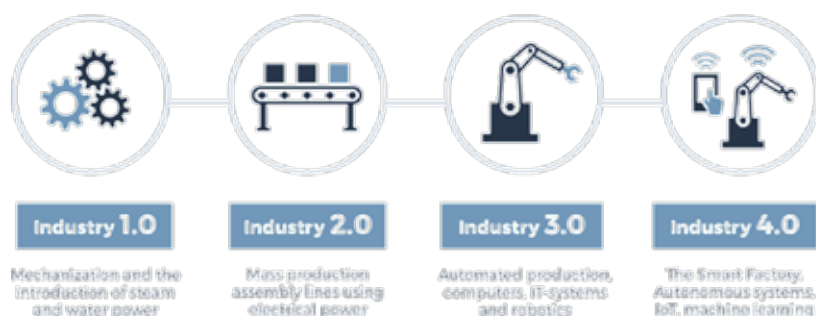 Industry 1.0
Mechanization and the
introduction of steam
and water power
Industry 2.0
Mass production
assembly lines using
electrical power
Industry 3.0
Automated production,
computers, IT-systems
and robotics
Industry 4.0
The Smart Factory.
Autonomous systems,
IoT, machine learning